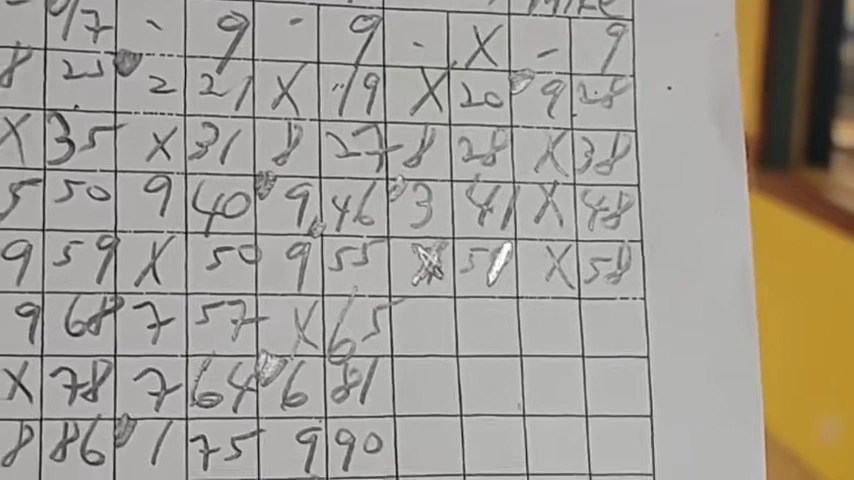 17 - 9 - 9 - X - 9
8 25 2 21 X 19 X 20 9 28
X 35 X 31 8 27 8 28 X 38
5 50 9 40 9 46 3 41 X 48
9 59 X 50 9 55 X 51 X 58
9 68 7 57 X 65
X 78 7 64 6 81
8 86 1 75 9 90